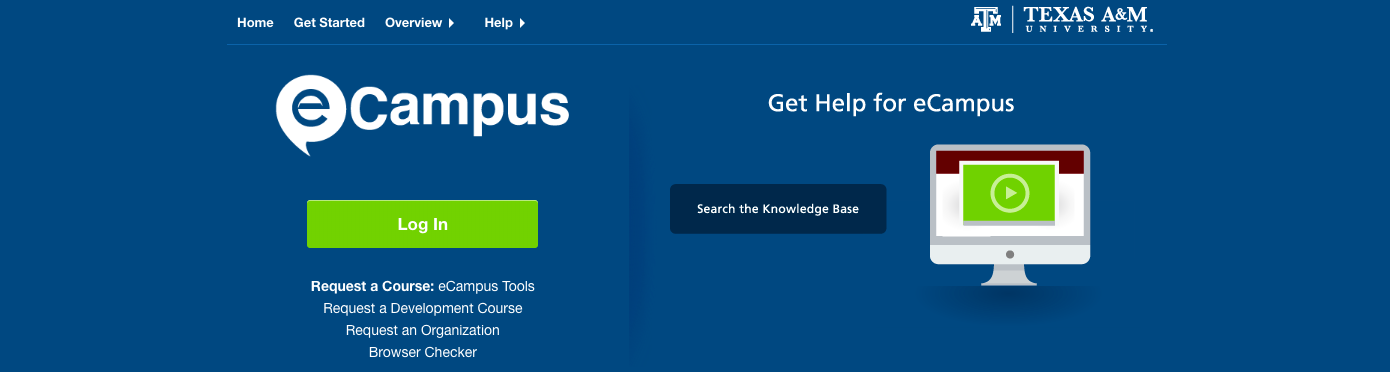 Home Get Started Overview Help
ATM TEXAS A&M
UNIVERSITY.
eCampus
Get Help for eCampus
Search the Knowledge Base
Log In
Request a Course: eCampus Tools
Request a Development Course
Request an Organization
Browser Checker